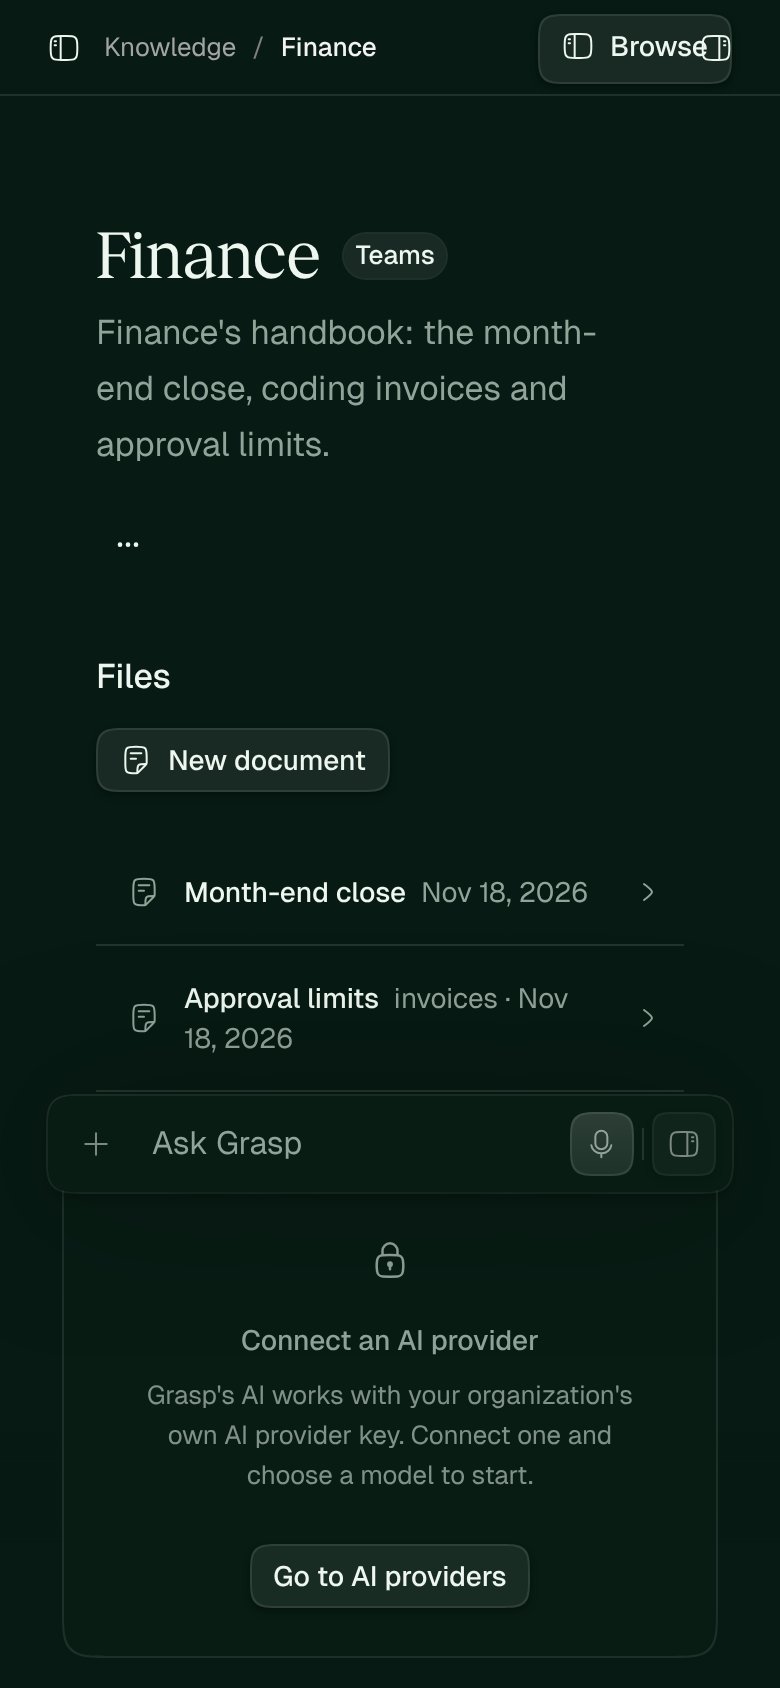 Knowledge / Finance
Browse
Finance
Teams
Finance's handbook: the month-
end close, coding invoices and
approval limits.
...
Files
New document
Month-end close Nov 18, 2026
Approval limits invoices · Nov
18, 2026
Ask Grasp
Connect an AI provider
Grasp's AI works with your organization's
own AI provider key. Connect one and
choose a model to start.
Go to AI providers